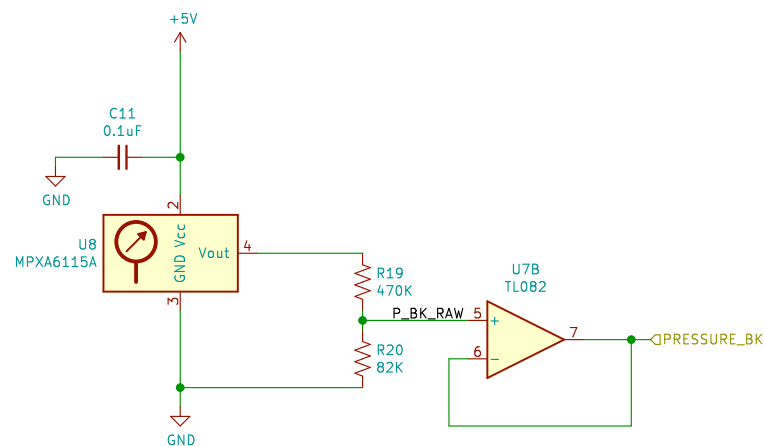 +5V
C11
0.1uF
GND
2
U8
MPXA6115A
GND Vcc
Vout
4
3
R19
470K
P_BK_RAW
5
+
U7B
TL082
7
PRESSURE_BK
6
−
R20
82K
GND